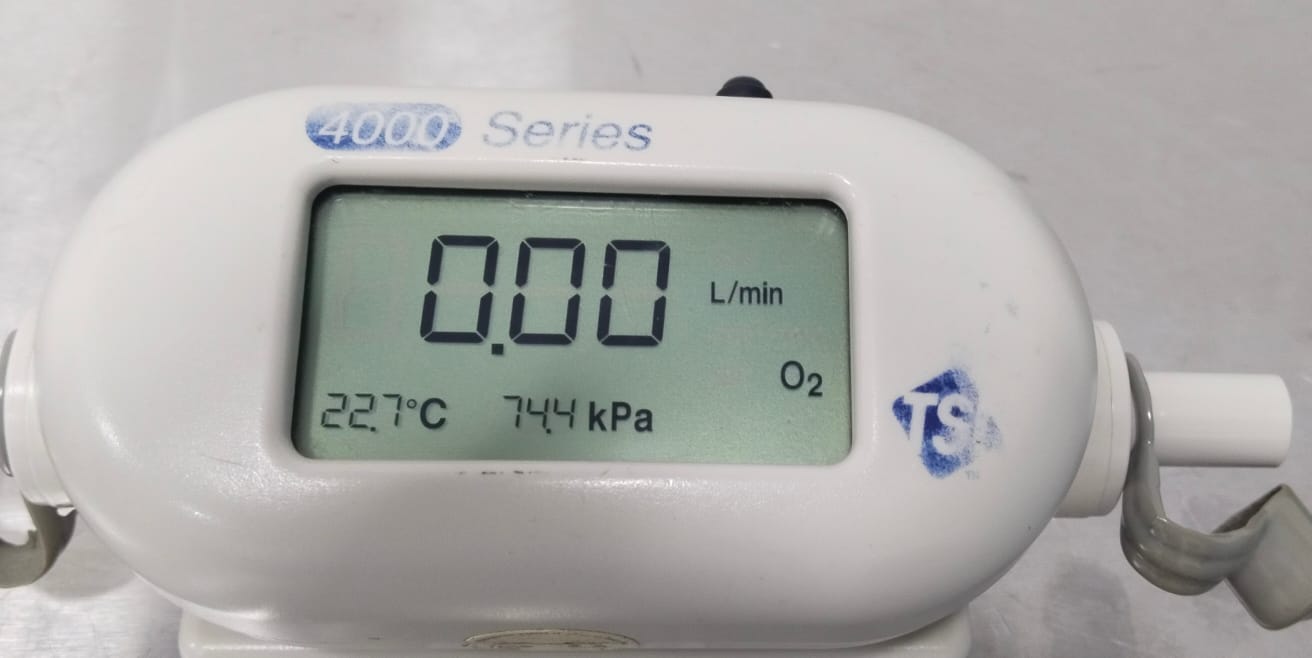 4000 Series
0.00 L/min
O2
22.7°C 74.4 kPa
TSI